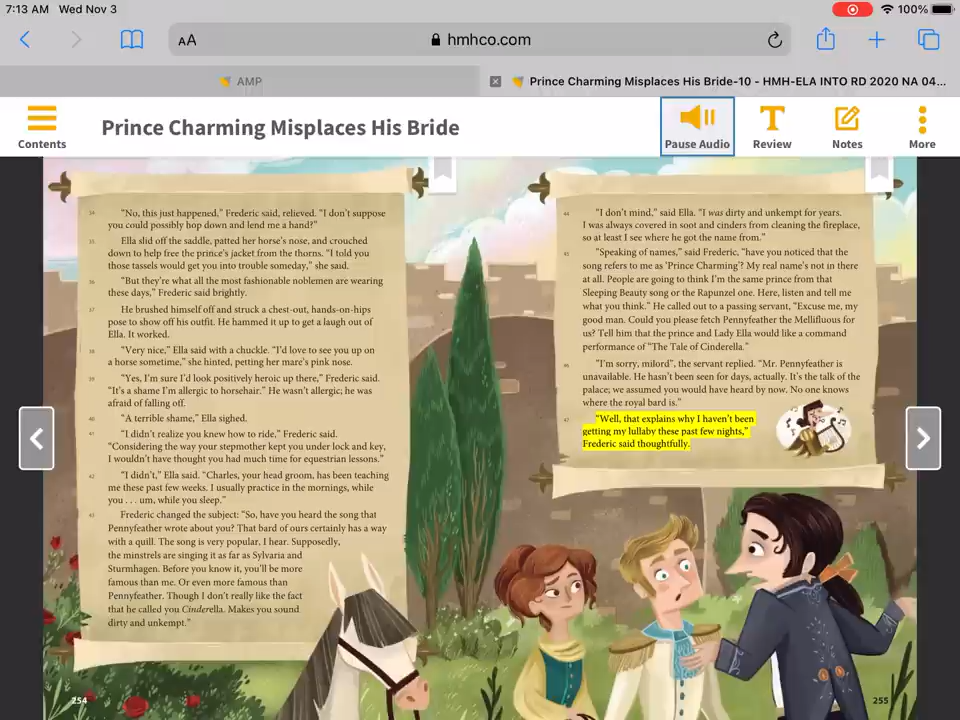 7:13 AM Wed Nov 3
100%
AA
hmhco.com
AMP
Prince Charming Misplaces His Bride-10 - HMH-ELA INTO RD 2020 NA 04...
Contents
Prince Charming Misplaces His Bride
Pause Audio
Review
Notes
More
34 "No, this just happened," Frederic said, relieved. "I don't suppose
you could possibly hop down and lend me a hand?"
35 Ella slid off the saddle, patted her horse's nose, and crouched
down to help free the prince's jacket from the thorns. "I told you
those tassels would get you into trouble someday," she said.
36 "But they're what all the most fashionable noblemen are wearing
these days," Frederic said brightly.
37 He brushed himself off and struck a chest-out, hands-on-hips
pose to show off his outfit. He hammed it up to get a laugh out of
Ella. It worked.
38 "Very nice," Ella said with a chuckle. "I'd love to see you up on
a horse sometime," she hinted, petting her mare's pink nose.
39 "Yes, I'm sure I'd look positively heroic up there," Frederic said.
"It's a shame I'm allergic to horsehair." He wasn't allergic; he was
afraid of falling off.
40 "A terrible shame," Ella sighed.
41 "I didn't realize you knew how to ride," Frederic said.
"Considering the way your stepmother kept you under lock and key,
I wouldn't have thought you had much time for equestrian lessons."
42 "I didn't," Ella said. "Charles, your head groom, has been teaching
me these past few weeks. I usually practice in the mornings, while
you . . . um, while you sleep."
43 Frederic changed the subject: "So, have you heard the song that
Pennyfeather wrote about you? That bard of ours certainly has a way
with a quill. The song is very popular, I hear. Supposedly,
the minstrels are singing it as far as Sylvaria and
Sturmhagen. Before you know it, you'll be more
famous than me. Or even more famous than
Pennyfeather. Though I don't really like the fact
that he called you Cinderella. Makes you sound
dirty and unkempt."
254
44 "I don't mind," said Ella. "I was dirty and unkempt for years.
I was always covered in soot and cinders from cleaning the fireplace,
so at least I see where he got the name from."
45 "Speaking of names," said Frederic, "have you noticed that the
song refers to me as 'Prince Charming'? My real name's not in there
at all. People are going to think I'm the same prince from that
Sleeping Beauty song or the Rapunzel one. Here, listen and tell me
what you think." He called out to a passing servant, "Excuse me, my
good man. Could you please fetch Pennyfeather the Mellifluous for
us? Tell him that the prince and Lady Ella would like a command
performance of "The Tale of Cinderella."
46 "I'm sorry, milord", the servant replied. "Mr. Pennyfeather is
unavailable. He hasn't been seen for days, actually. It's the talk of the
palace; we assumed you would have heard by now. No one knows
where the royal bard is."
47 "Well, that explains why I haven't been
getting my lullaby these past few nights,"
Frederic said thoughtfully.
255